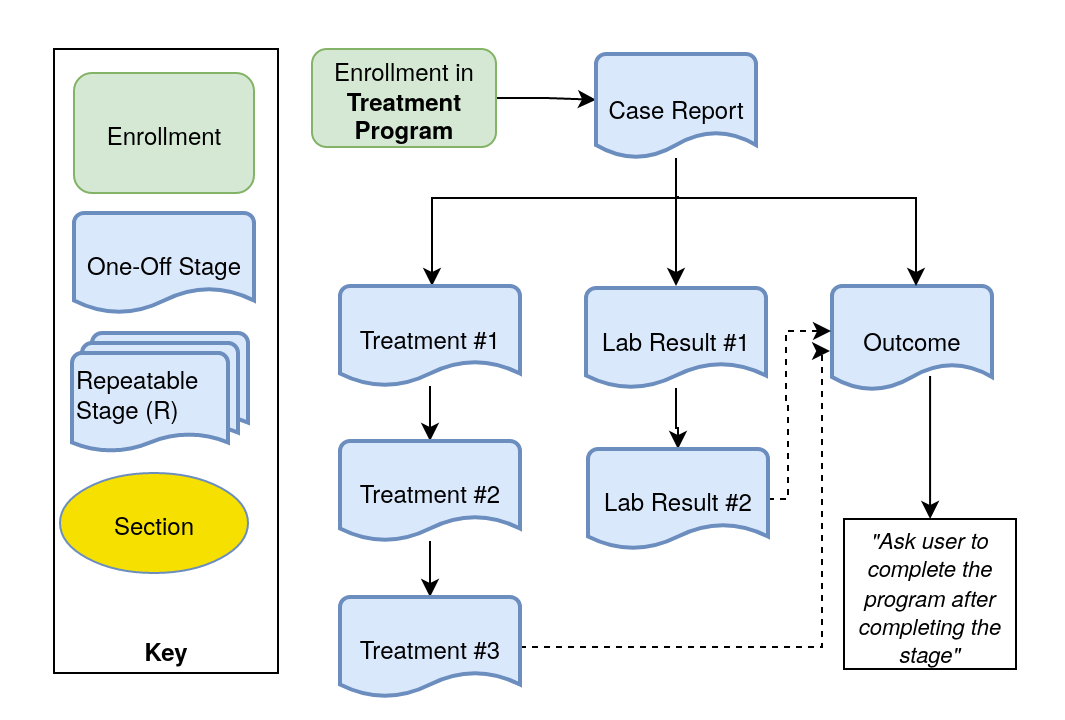 Enrollment
One-Off Stage
Repeatable
Stage (R)
Section
Key
Enrollment in
Treatment
Program
Case Report
Treatment #1
Lab Result #1
Outcome
Treatment #2
Lab Result #2
Treatment #3
"Ask user to
complete the
program after
completing the
stage"